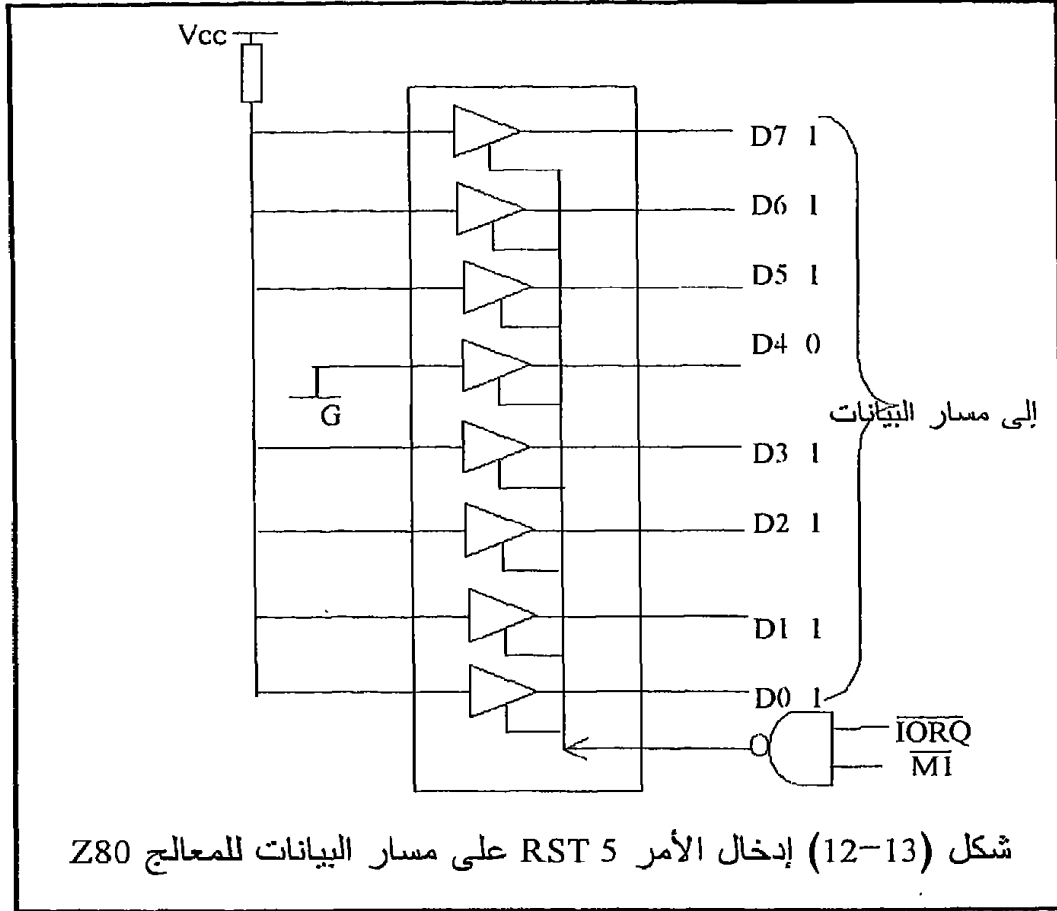 Vcc
D7 1
D6 1
D5 1
D4 0
G
إلى مسار البيانات
D3 1
D2 1
D1 1
D0 1
IORQ
MI
شكل (13-12) إدخال الأمر RST 5 على مسار البيانات للمعالج Z80